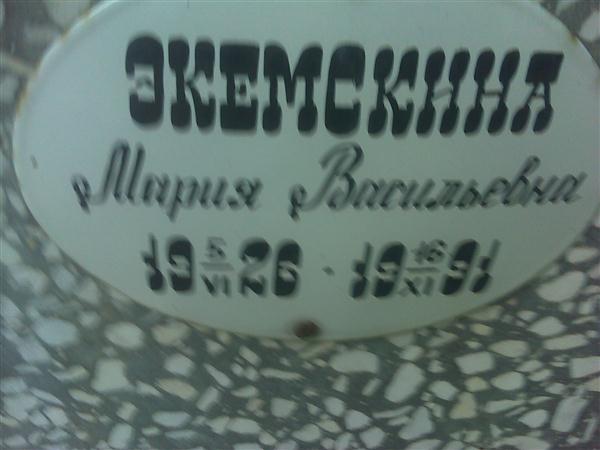 ЭКЕМСКИНА
Мария Васильевна
19 5/VI 26 - 19 16/XI 91